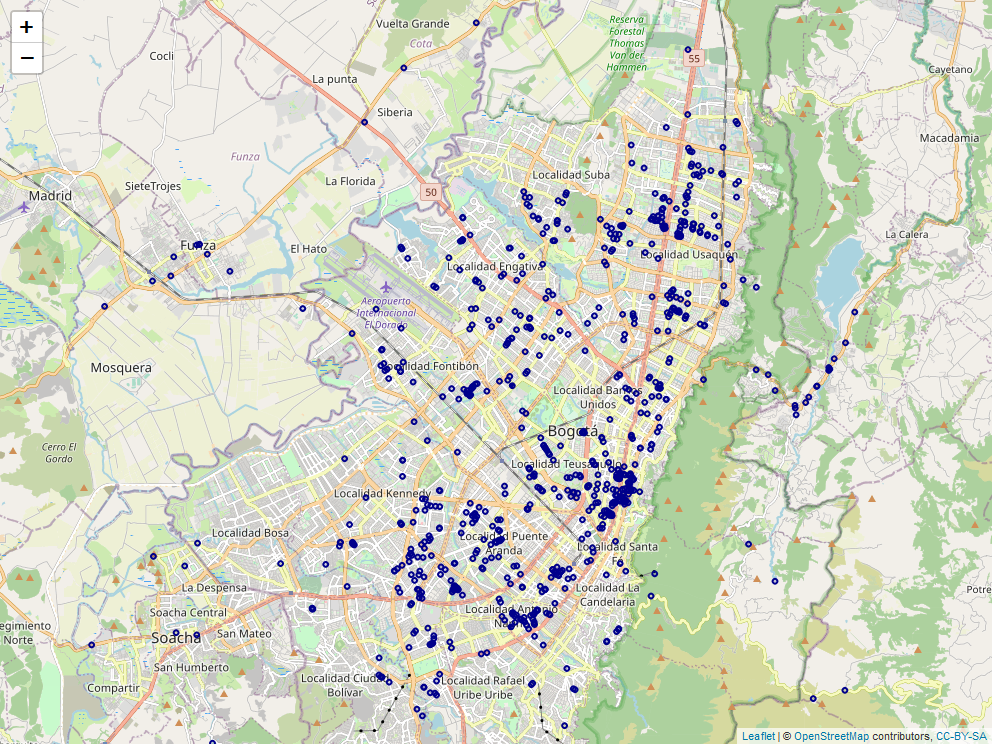 +
−
Vuelta Grande
Cota
Cocli
La punta
Siberia
Reserva
Forestal
Thomas
Van der
Hammen
55
Cayetano
Macadamia
Funza
SieteTrojes
La Florida
Localidad Suba
50
Madrid
Funza
El Hato
La Calera
Localidad Usaquén
Localidad Engativa
Aeropuerto
Internacional
El Dorado
Mosquera
Localidad Fontibón
Localidad Barrios
Unidos
Bogotá
Cerro El
Gordo
Localidad Teusaquillo
Localidad Kennedy
Localidad Bosa
Localidad Puente
Aranda
Localidad Santa
Fé
La Despensa
Localidad La
Candelaria
Potre
Soacha Central
Localidad Antonio
egimiento
Norte
Soacha
San Mateo
San Humberto
Localidad Ciudad
Bolívar
Localidad Rafael
Uribe Uribe
Compartir
Leaflet | © OpenStreetMap contributors, CC-BY-SA